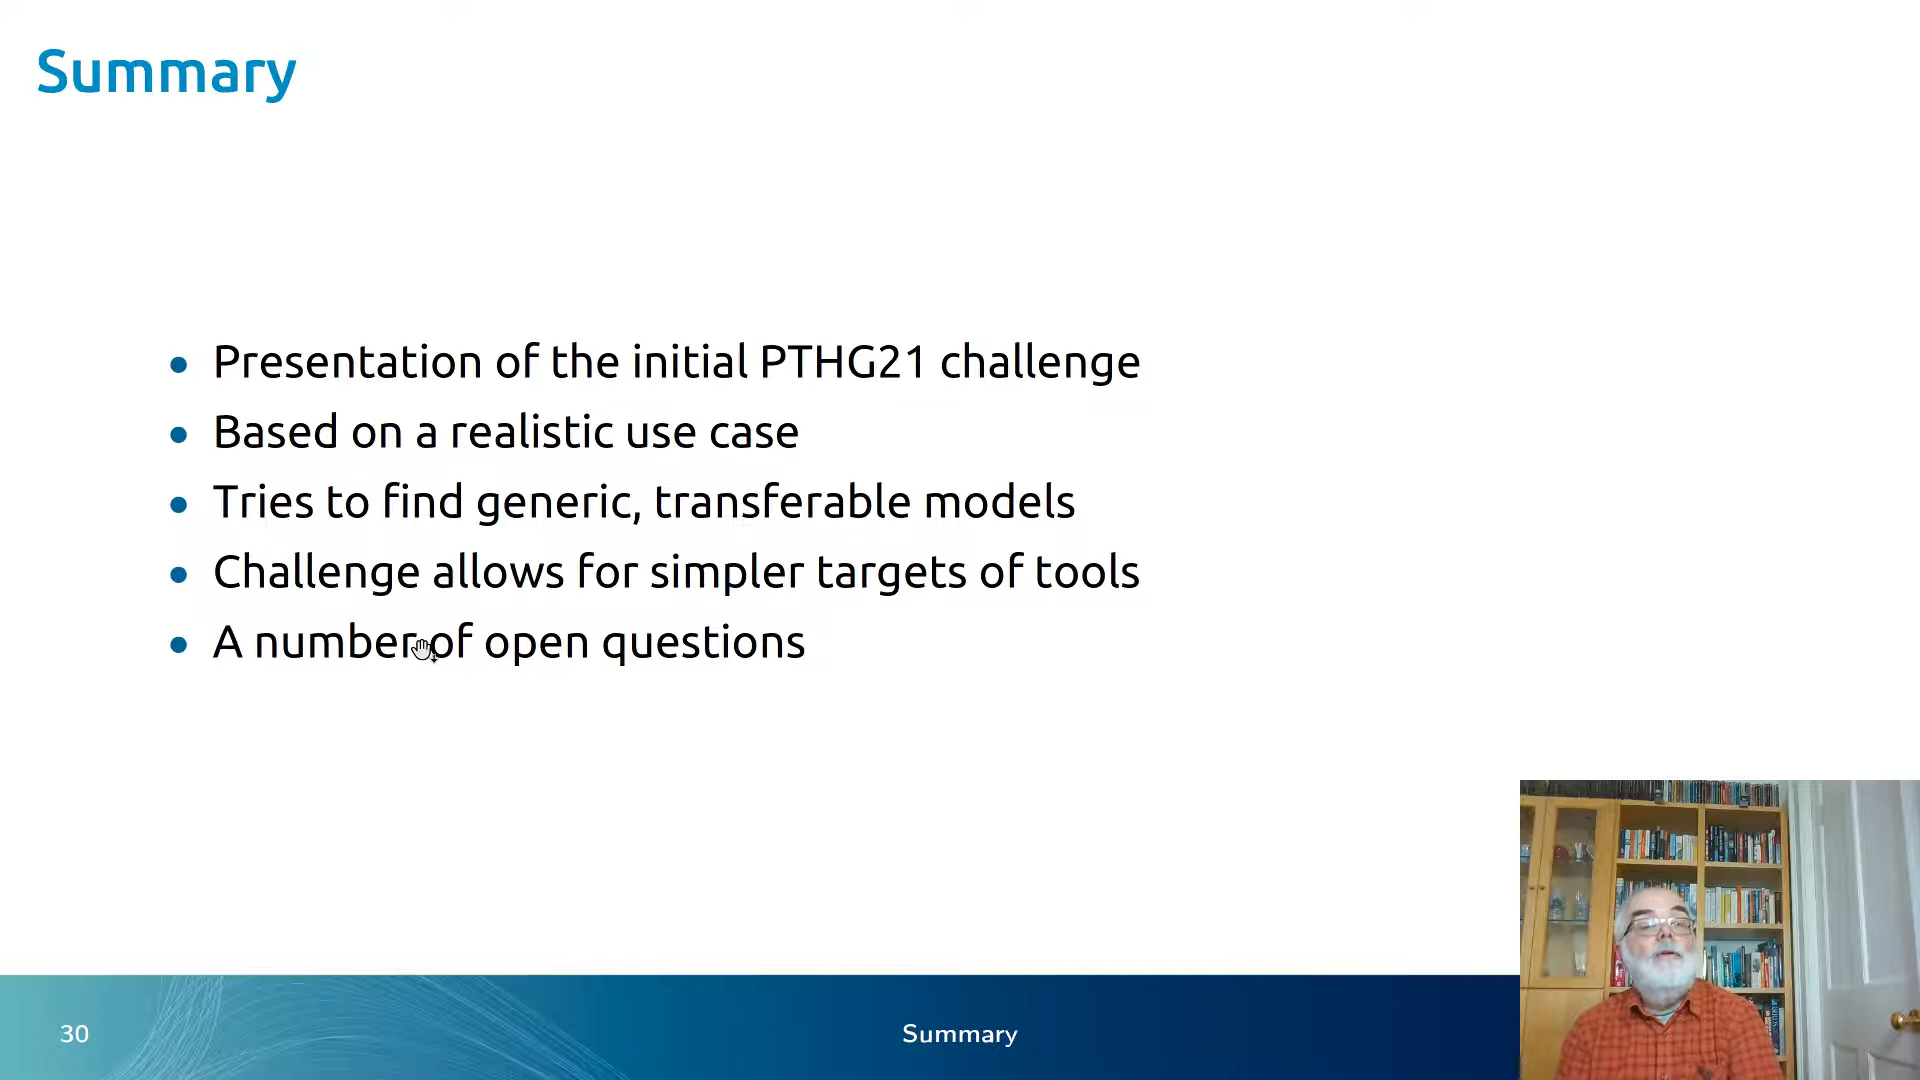 Summary
Presentation of the initial PTHG21 challenge
Based on a realistic use case
Tries to find generic, transferable models
Challenge allows for simpler targets of tools
A number of open questions
30
Summary